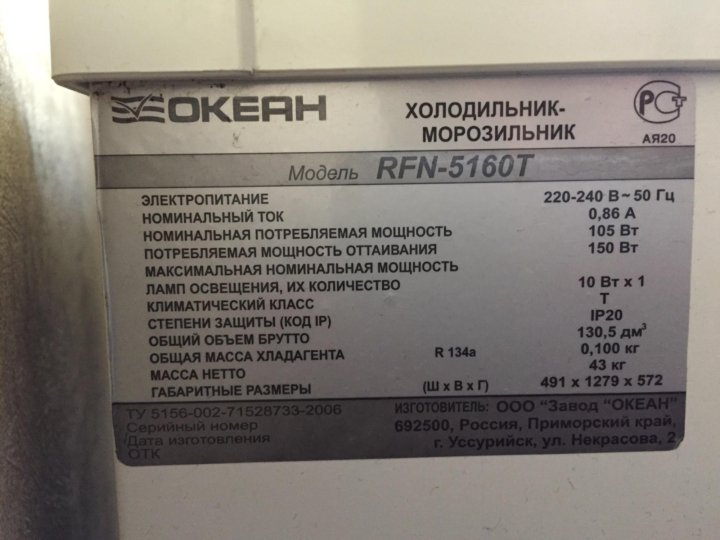 ОКЕАН
ХОЛОДИЛЬНИК-
МОРОЗИЛЬНИК
РСТ
АЯ20
Модель RFN-5160T
ЭЛЕКТРОПИТАНИЕ 220-240 В ~ 50 Гц
НОМИНАЛЬНЫЙ ТОК 0,86 А
НОМИНАЛЬНАЯ ПОТРЕБЛЯЕМАЯ МОЩНОСТЬ 105 Вт
ПОТРЕБЛЯЕМАЯ МОЩНОСТЬ ОТТАИВАНИЯ 150 Вт
МАКСИМАЛЬНАЯ НОМИНАЛЬНАЯ МОЩНОСТЬ
ЛАМП ОСВЕЩЕНИЯ, ИХ КОЛИЧЕСТВО 10 Вт x 1
КЛИМАТИЧЕСКИЙ КЛАСС Т
СТЕПЕНИ ЗАЩИТЫ (КОД IP) IP20
ОБЩИЙ ОБЪЕМ БРУТТО 130,5 дм³
ОБЩАЯ МАССА ХЛАДАГЕНТА R 134a 0,100 кг
МАССА НЕТТО 43 кг
ГАБАРИТНЫЕ РАЗМЕРЫ (Ш x В x Г) 491 x 1279 x 572
ТУ 5156-002-71528733-2006
Серийный номер
Дата изготовления
ОТК
ИЗГОТОВИТЕЛЬ: ООО "Завод "ОКЕАН"
692500, Россия, Приморский край,
г. Уссурийск, ул. Некрасова, 2